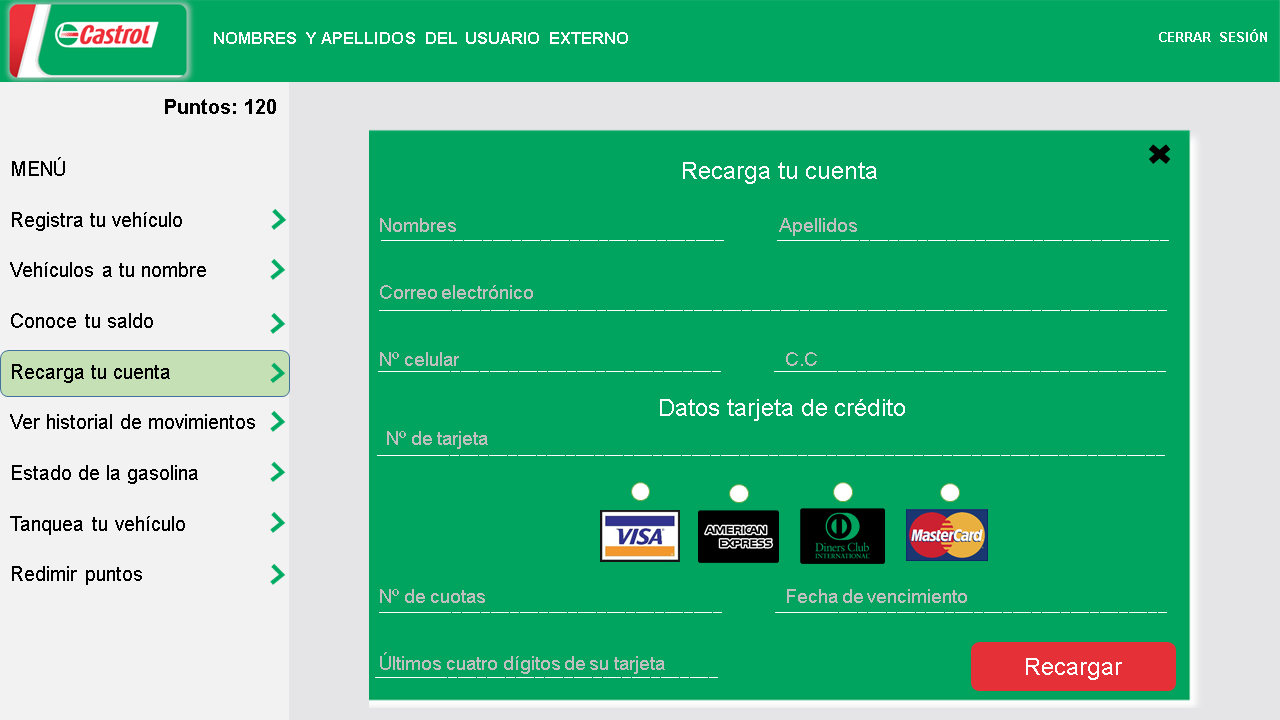 Castrol
NOMBRES Y APELLIDOS DEL USUARIO EXTERNO
CERRAR SESIÓN
Puntos: 120
MENÚ
Registra tu vehículo
Vehículos a tu nombre
Conoce tu saldo
Recarga tu cuenta
Ver historial de movimientos
Estado de la gasolina
Tanquea tu vehículo
Redimir puntos
Recarga tu cuenta
Nombres
Apellidos
Correo electrónico
Nº celular
C.C
Datos tarjeta de crédito
Nº de tarjeta
VISA
AMERICAN
EXPRESS
Diners Club
INTERNATIONAL
MasterCard
Nº de cuotas
Fecha de vencimiento
Últimos cuatro dígitos de su tarjeta
Recargar